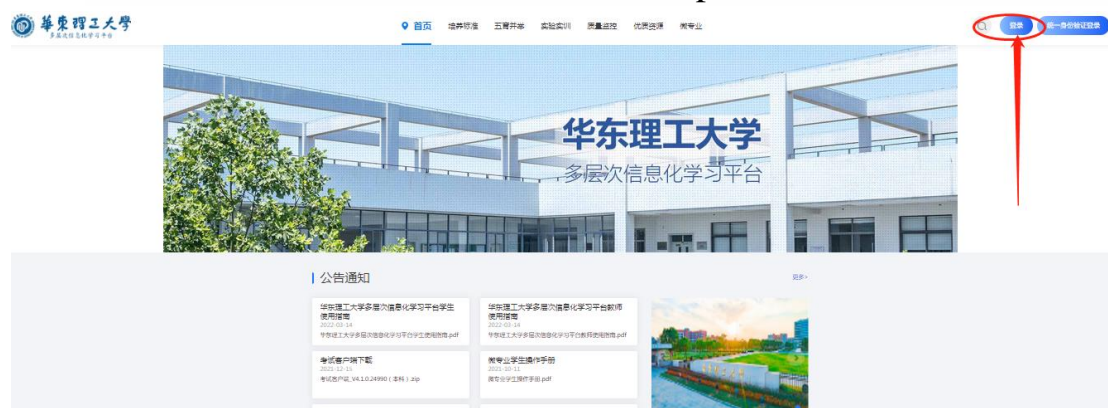 華東理工大學
多层次信息化学习平台
首页 培养标准 五育并举 实验实训 质量监控 优质资源 微专业
登录 统一身份验证登录
华东理工大学
多层次信息化学习平台
公告通知
更多>
华东理工大学多层次信息化学习平台学生
使用指南
2022-03-14
华东理工大学多层次信息化学习平台学生使用指南.pdf
华东理工大学多层次信息化学习平台教师
使用指南
2022-02-14
华东理工大学多层次信息化学习平台教师使用指南.pdf
考试客户端下载
2021-12-15
考试客户端_V4.1.0.24990（本科）.zip
微专业学生操作手册
2021-10-11
微专业学生操作手册.pdf